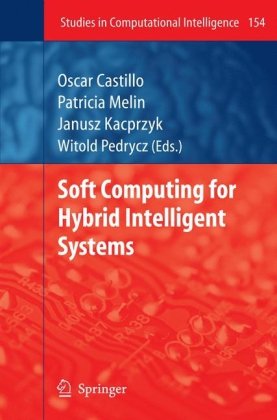 Studies in Computational Intelligence 154
Oscar Castillo
Patricia Melin
Janusz Kacprzyk
Witold Pedrycz (Eds.)
Soft Computing for
Hybrid Intelligent
Systems
Springer